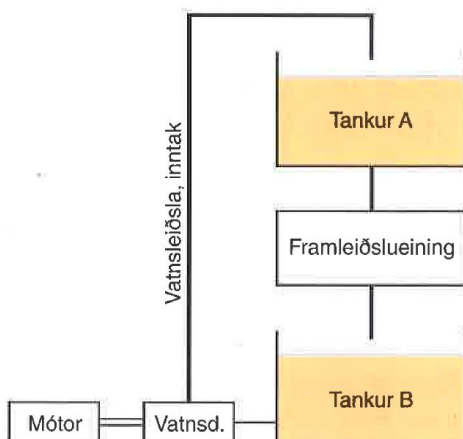 Tankur A
Vatnsleiðsla, inntak
Framleiðslueining
Tankur B
Mótor
Vatnsd.